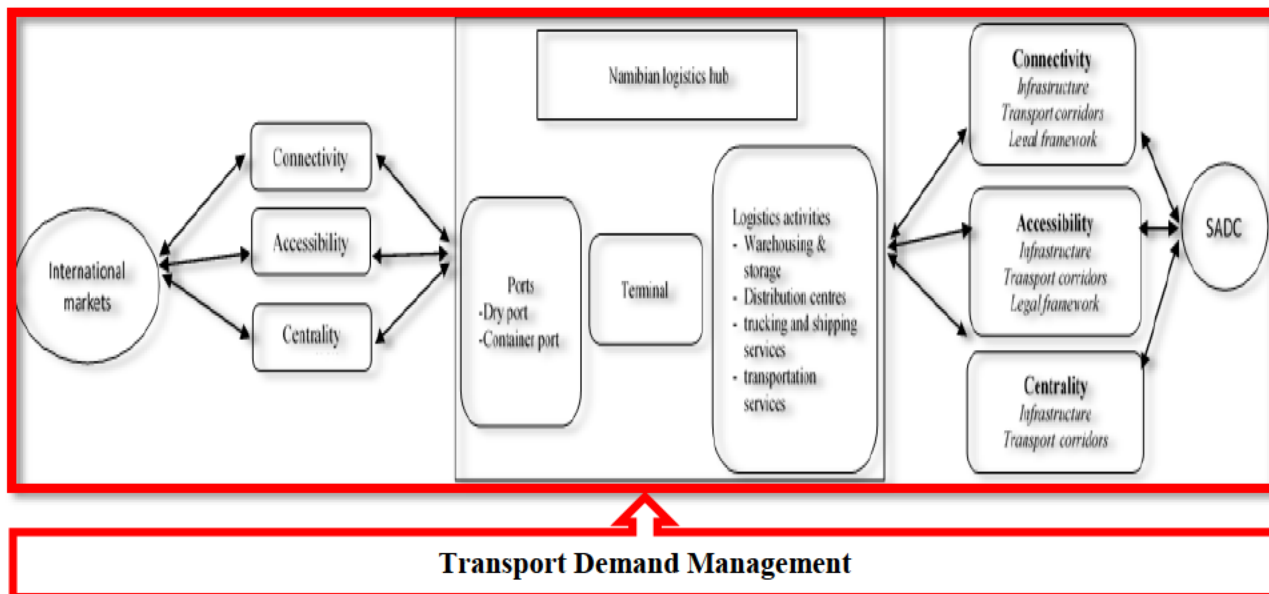 International
markets
Connectivity
Accessibility
Centrality
Namibian logistics hub
Ports
-Dry port
-Container port
Terminal
Logistics activities
- Warehousing &
storage
- Distribution centres
- trucking and shipping
services
- transportation
services
Connectivity
Infrastructure
Transport corridors
Legal framework
Accessibility
Infrastructure
Transport corridors
Legal framework
Centrality
Infrastructure
Transport corridors
SADC
Transport Demand Management